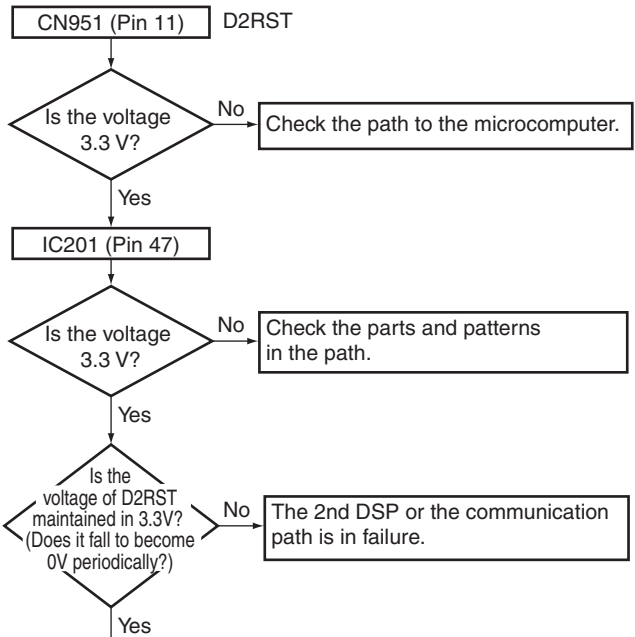 CN951 (Pin 11) D2RST
Is the voltage
3.3 V?
No
Check the path to the microcomputer.
Yes
IC201 (Pin 47)
Is the voltage
3.3 V?
No
Check the parts and patterns
in the path.
Yes
Is the
voltage of D2RST
maintained in 3.3V?
(Does it fall to become
0V periodically?)
No
The 2nd DSP or the communication
path is in failure.
Yes